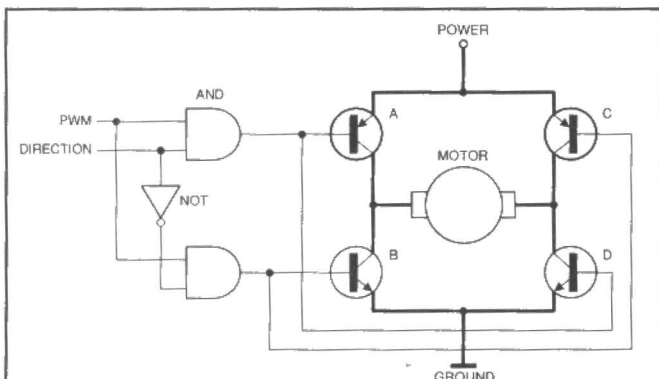 POWER
AND
A
C
PWM
MOTOR
DIRECTION
NOT
B
D
GROUND